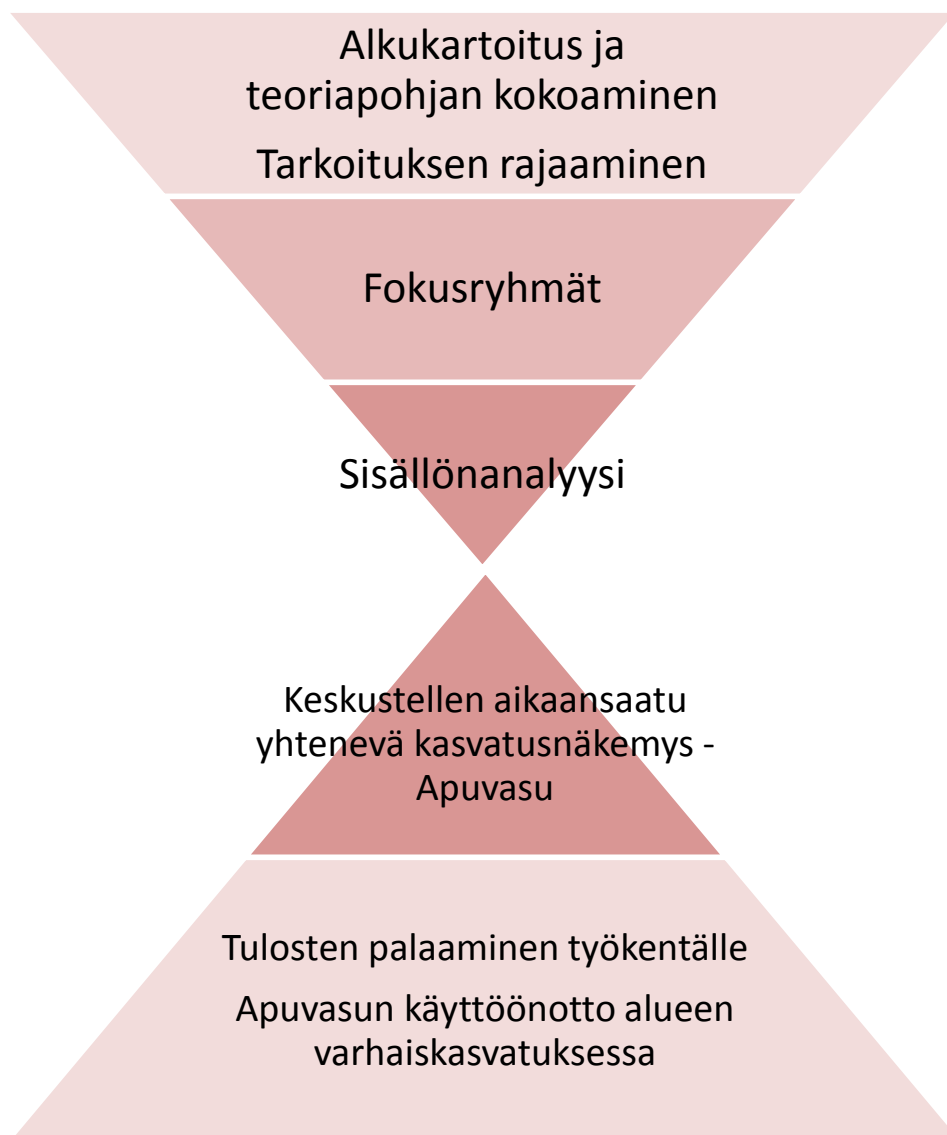 Alkukartoitus ja
teoriapohjan kokoaminen
Tarkoituksen rajaaminen
Fokusryhmät
Sisällönanalyysi
Keskustellen aikaansaatu
yhtenevä kasvatusnäkemys -
Apuvasu
Tulosten palaaminen työkentälle
Apuvasun käyttöönotto alueen
varhaiskasvatuksessa